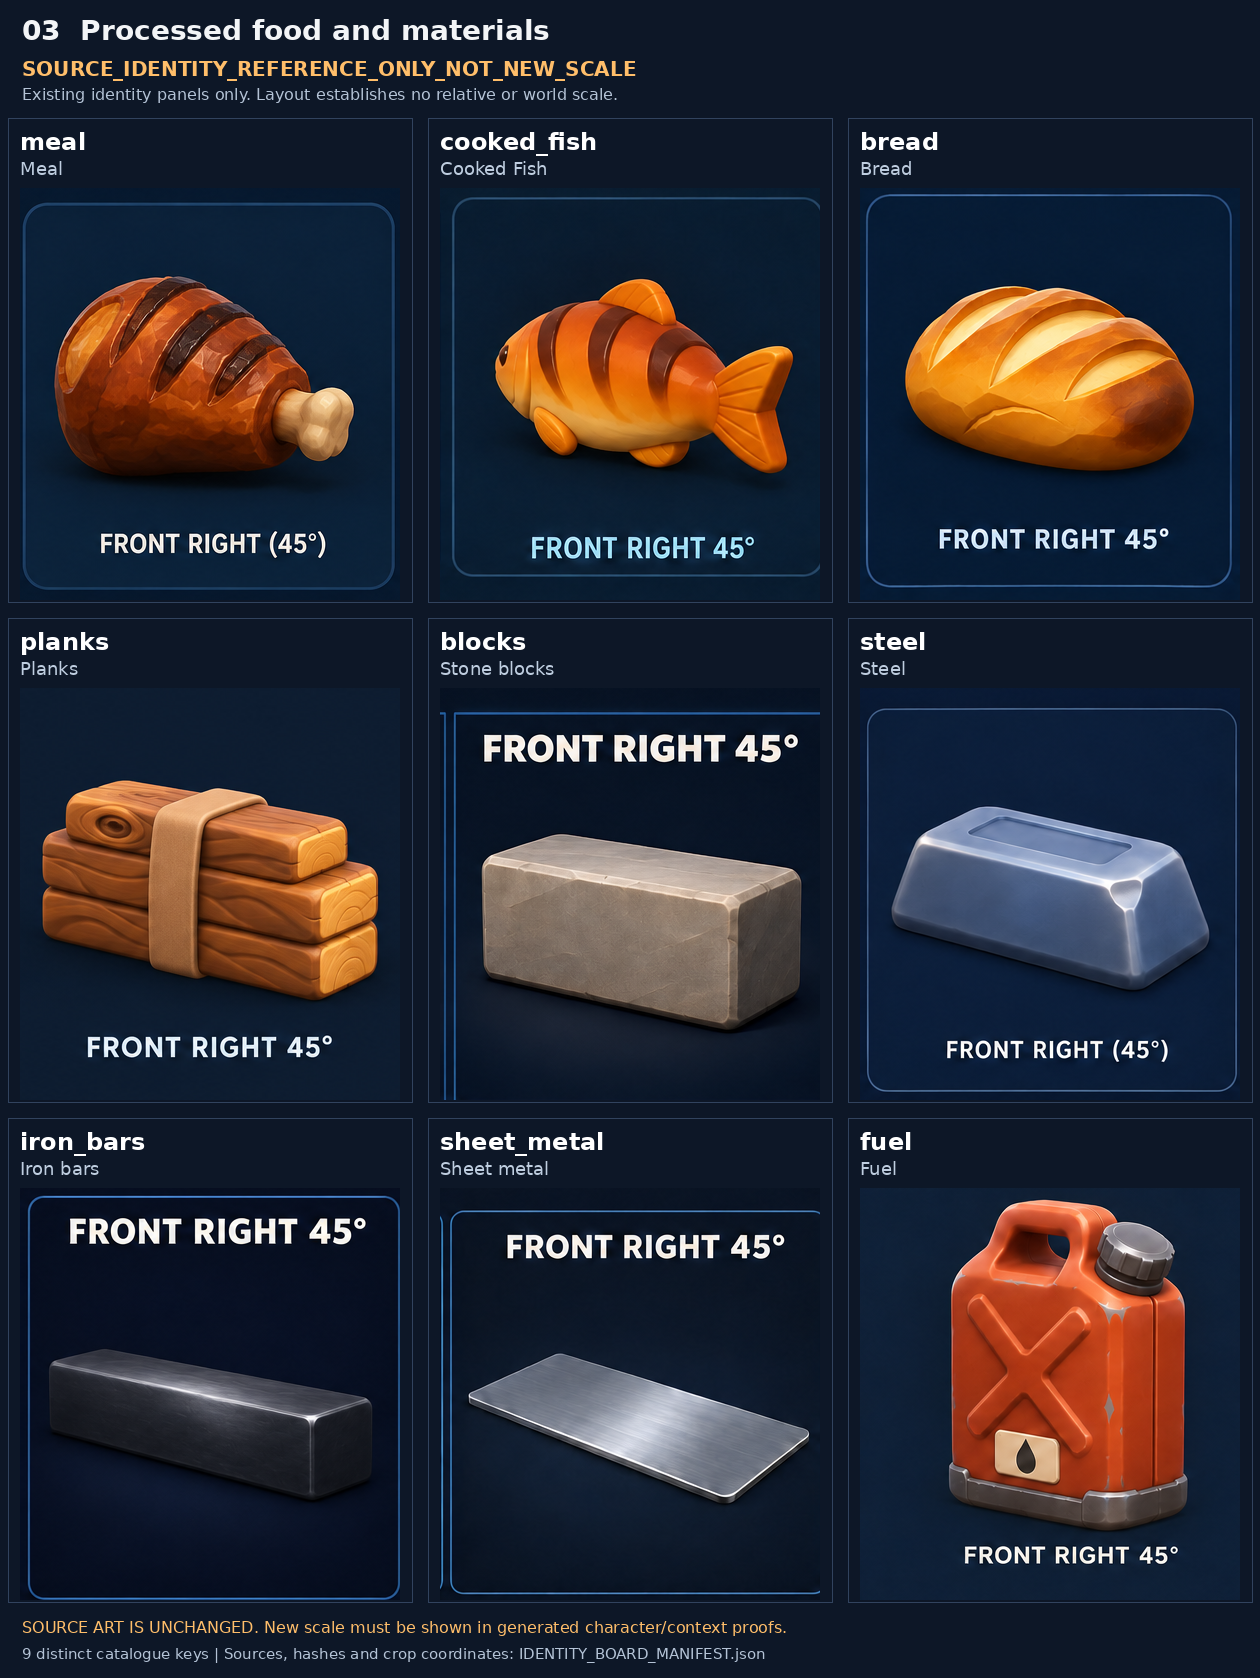 03 Processed food and materials
SOURCE_IDENTITY_REFERENCE_ONLY_NOT_NEW_SCALE
Existing identity panels only. Layout establishes no relative or world scale.
meal
Meal
FRONT RIGHT (45°)
cooked_fish
Cooked Fish
FRONT RIGHT 45°
bread
Bread
FRONT RIGHT 45°
planks
Planks
FRONT RIGHT 45°
blocks
Stone blocks
FRONT RIGHT 45°
steel
Steel
FRONT RIGHT (45°)
iron_bars
Iron bars
FRONT RIGHT 45°
sheet_metal
Sheet metal
FRONT RIGHT 45°
fuel
Fuel
FRONT RIGHT 45°
SOURCE ART IS UNCHANGED. New scale must be shown in generated character/context proofs.
9 distinct catalogue keys | Sources, hashes and crop coordinates: IDENTITY_BOARD_MANIFEST.json